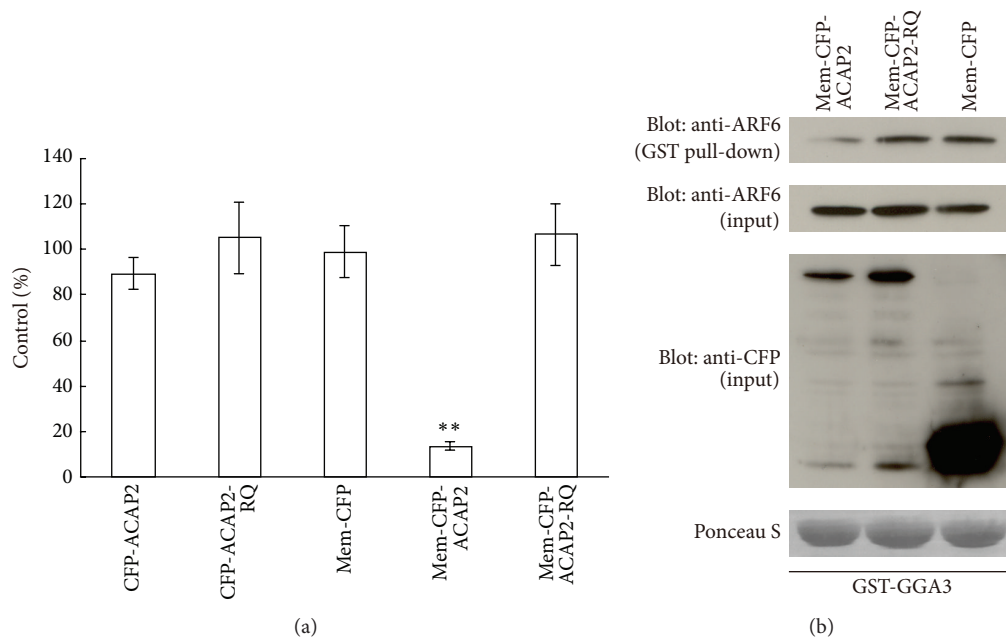 Control (%)
140
120
100
80
60
40
20
0
**
CFP-ACAP2
CFP-ACAP2-
RQ
Mem-CFP
Mem-CFP-
ACAP2
Mem-CFP-
ACAP2-RQ
(a)
Mem-CFP-
ACAP2
Mem-CFP-
ACAP2-RQ
Mem-CFP
Blot: anti-ARF6
(GST pull-down)
Blot: anti-ARF6
(input)
Blot: anti-CFP
(input)
Ponceau S
GST-GGA3
(b)